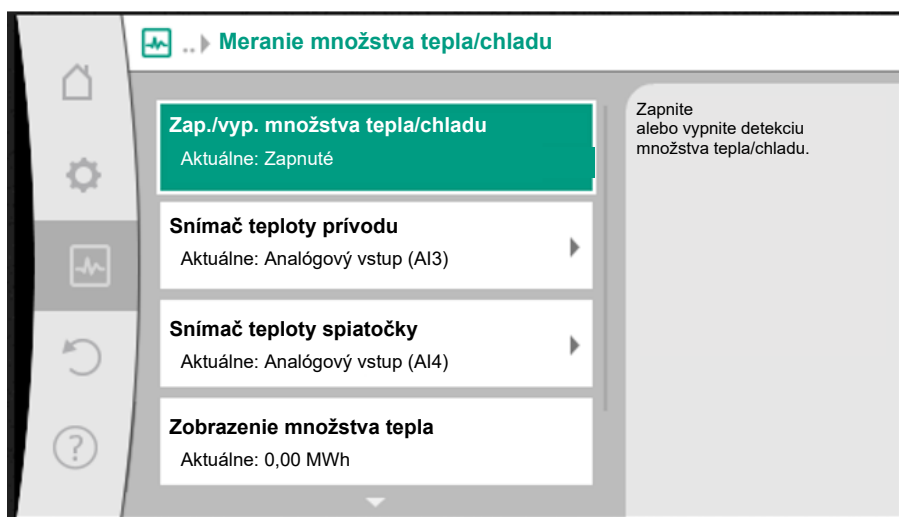 .. Meranie množstva tepla/chladu
Zap./vyp. množstva tepla/chladu
Aktuálne: Zapnuté
Snímač teploty prívodu
Aktuálne: Analógový vstup (AI3)
Snímač teploty spiatočky
Aktuálne: Analógový vstup (AI4)
Zobrazenie množstva tepla
Aktuálne: 0,00 MWh
Zapnite
alebo vypnite detekciu
množstva tepla/chladu.
?